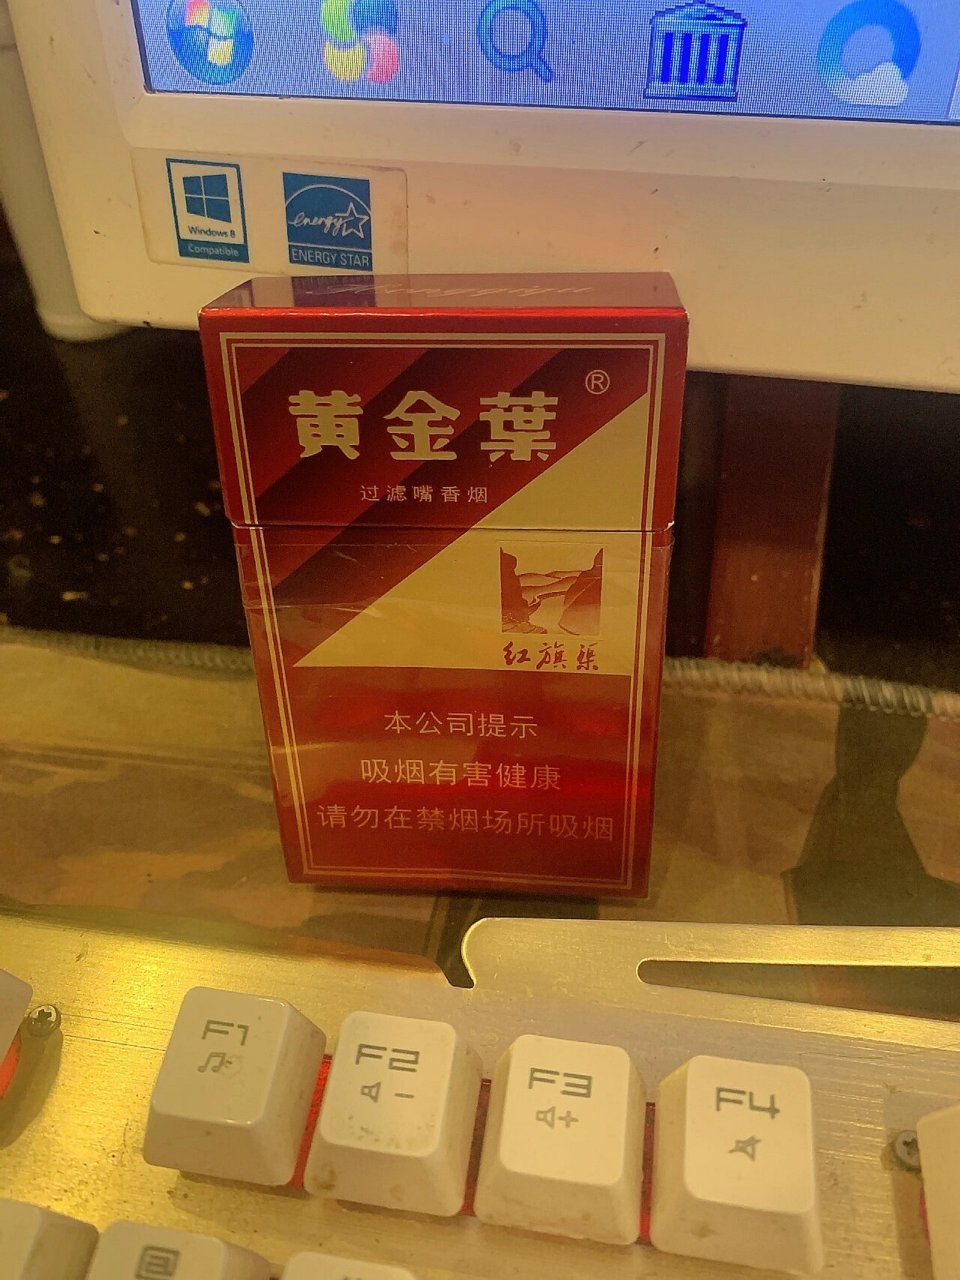 Windows 8
Compatible
energy
ENERGY STAR
黄金葉®
过滤嘴香烟
红旗渠
本公司提示
吸烟有害健康
请勿在禁烟场所吸烟
F1
F2
F3
F4
@